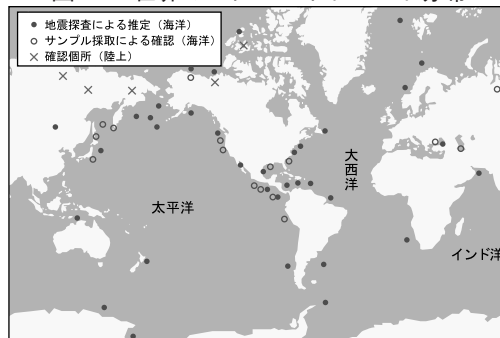 ● 地震探査による推定（海洋）
○ サンプル採取による確認（海洋）
× 確認個所（陸上）
大西洋
太平洋
インド洋